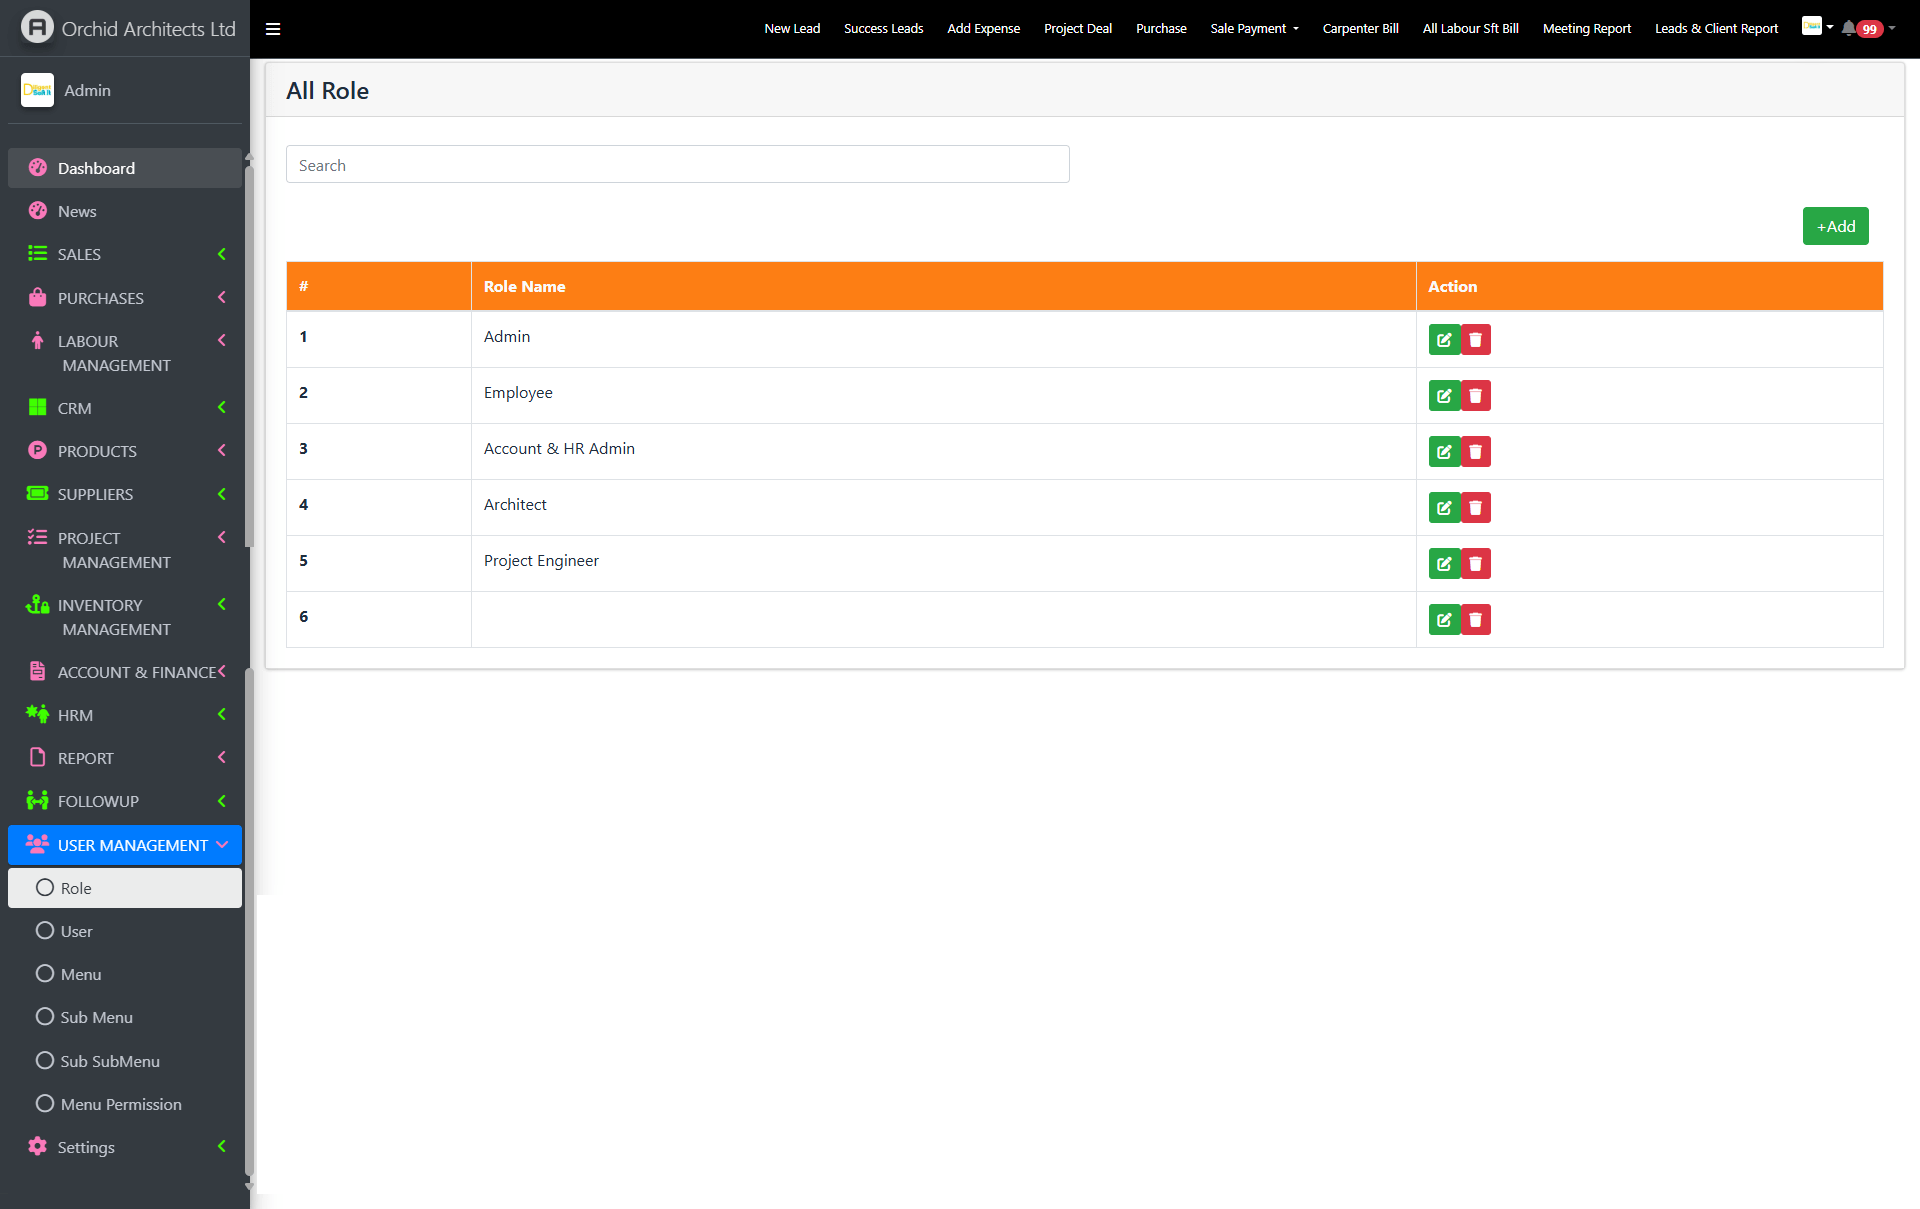 Orchid Architects Ltd
New Lead
Success Leads
Add Expense
Project Deal
Purchase
Sale Payment
Carpenter Bill
All Labour Sft Bill
Meeting Report
Leads & Client Report
99
Admin
Dashboard
News
SALES
PURCHASES
LABOUR
MANAGEMENT
CRM
PRODUCTS
SUPPLIERS
PROJECT
MANAGEMENT
INVENTORY
MANAGEMENT
ACCOUNT & FINANCE
HRM
REPORT
FOLLOWUP
USER MANAGEMENT
Role
User
Menu
Sub Menu
Sub SubMenu
Menu Permission
Settings
All Role
Search
+Add
# Role Name Action
1 Admin
2 Employee
3 Account & HR Admin
4 Architect
5 Project Engineer
6